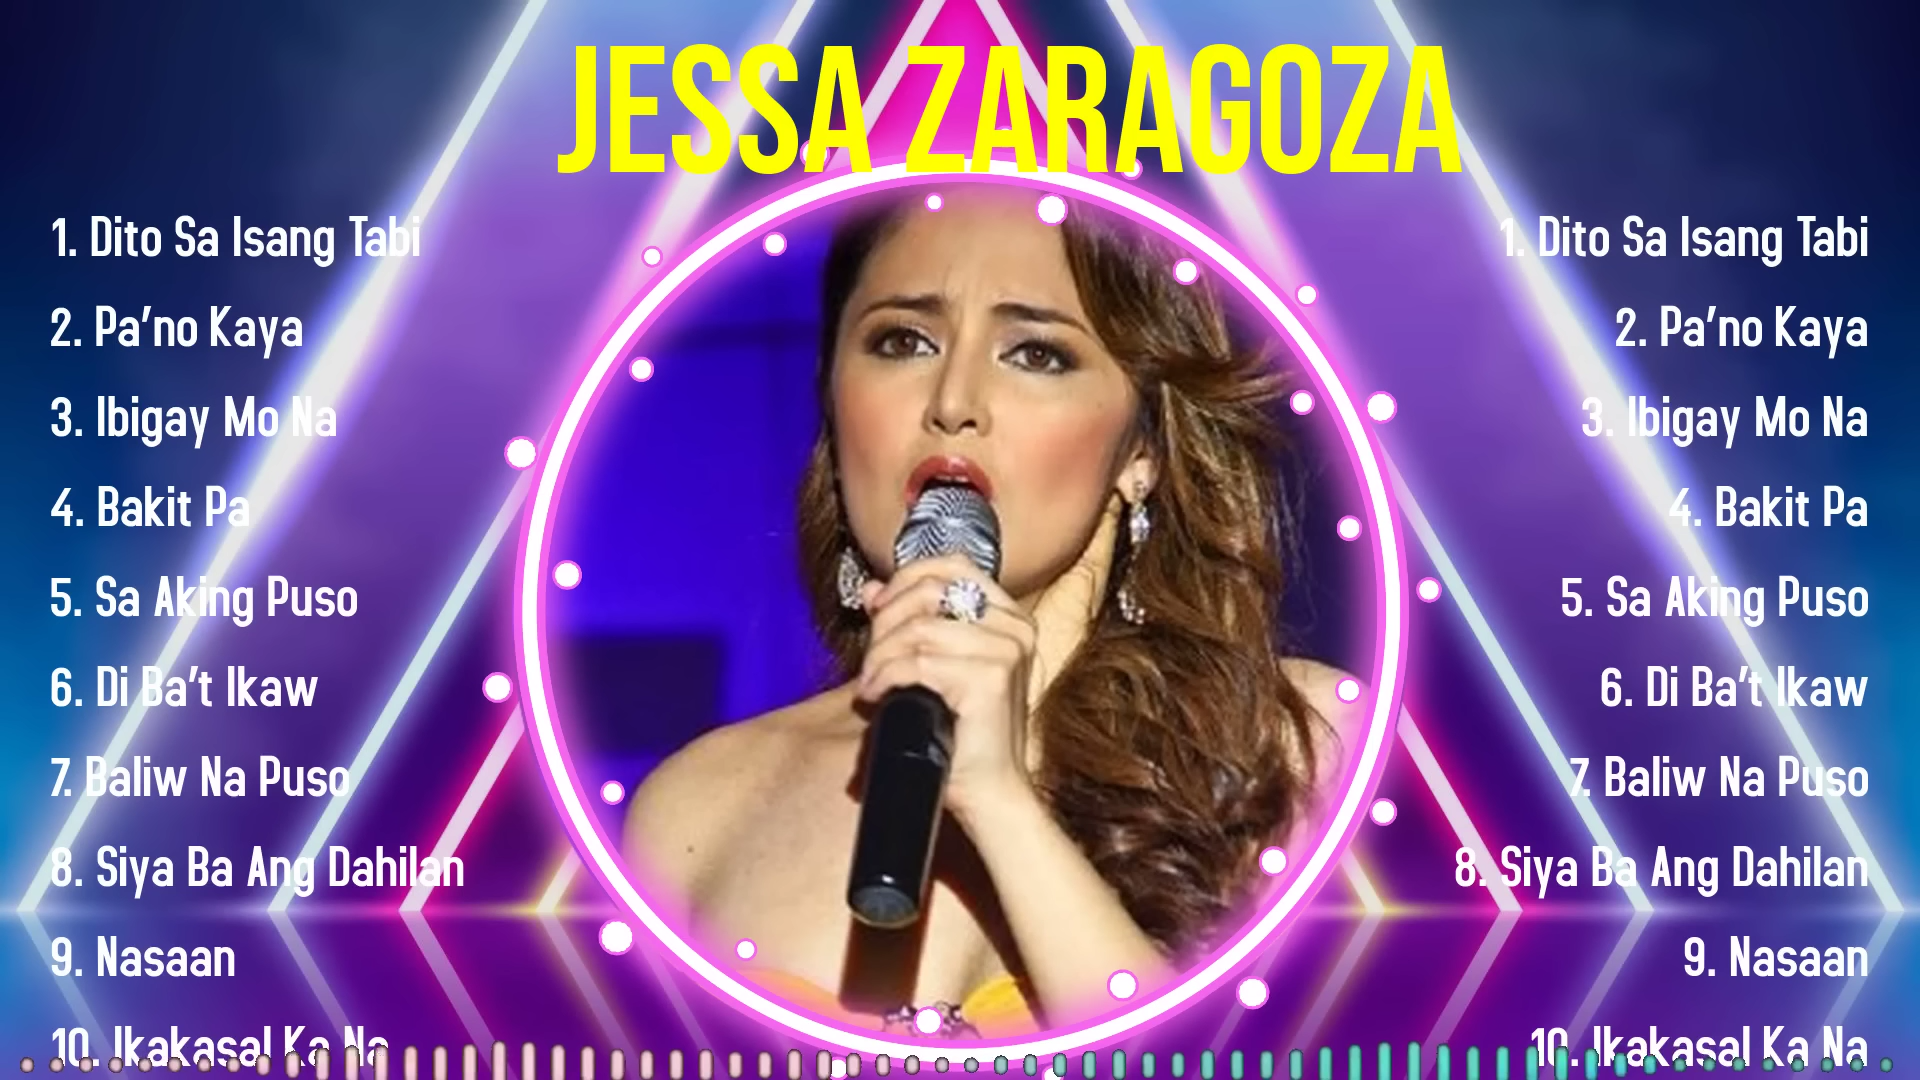 JESSA ZARAGOZA
1. Dito Sa Isang Tabi
2. Pa'no Kaya
3. Ibigay Mo Na
4. Bakit Pa
5. Sa Aking Puso
6. Di Ba't Ikaw
7. Baliw Na Puso
8. Siya Ba Ang Dahilan
9. Nasaan
10. Ikakasal Ka Na
1. Dito Sa Isang Tabi
2. Pa'no Kaya
3. Ibigay Mo Na
4. Bakit Pa
5. Sa Aking Puso
6. Di Ba't Ikaw
7. Baliw Na Puso
8. Siya Ba Ang Dahilan
9. Nasaan
10. Ikakasal Ka Na